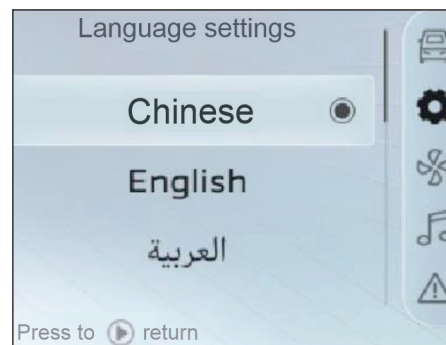 Language settings
Chinese
English
العربية
Press to return